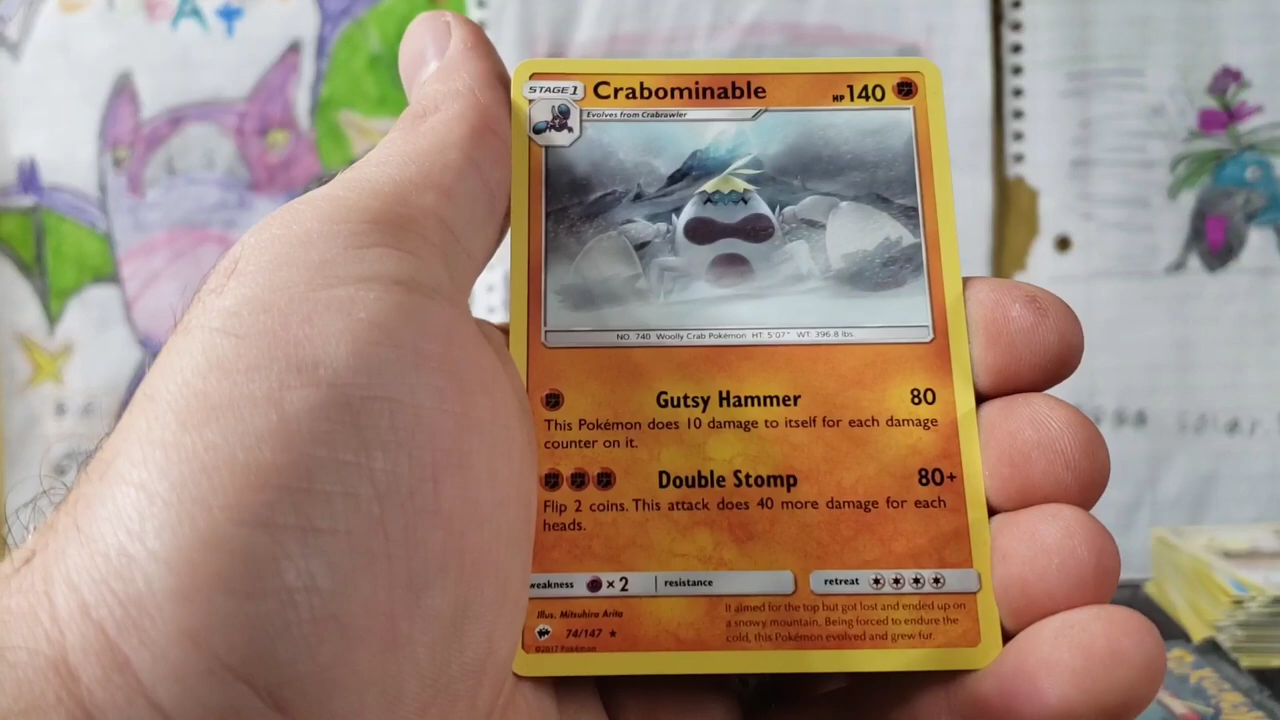 STAGE 1 Crabominable HP 140
Evolves from Crabrawler
NO. 740 Woolly Crab Pokémon HT: 5'07" WT: 396.8 lbs.
Gutsy Hammer 80
This Pokémon does 10 damage to itself for each damage
counter on it.
Double Stomp 80+
Flip 2 coins. This attack does 40 more damage for each
heads.
weakness ×2 resistance retreat
Illus. Mitsuhiro Arita
74/147
©2017 Pokémon
It aimed for the top but got lost and ended up on
a snowy mountain. Being forced to endure the
cold, this Pokémon evolved and grew fur.